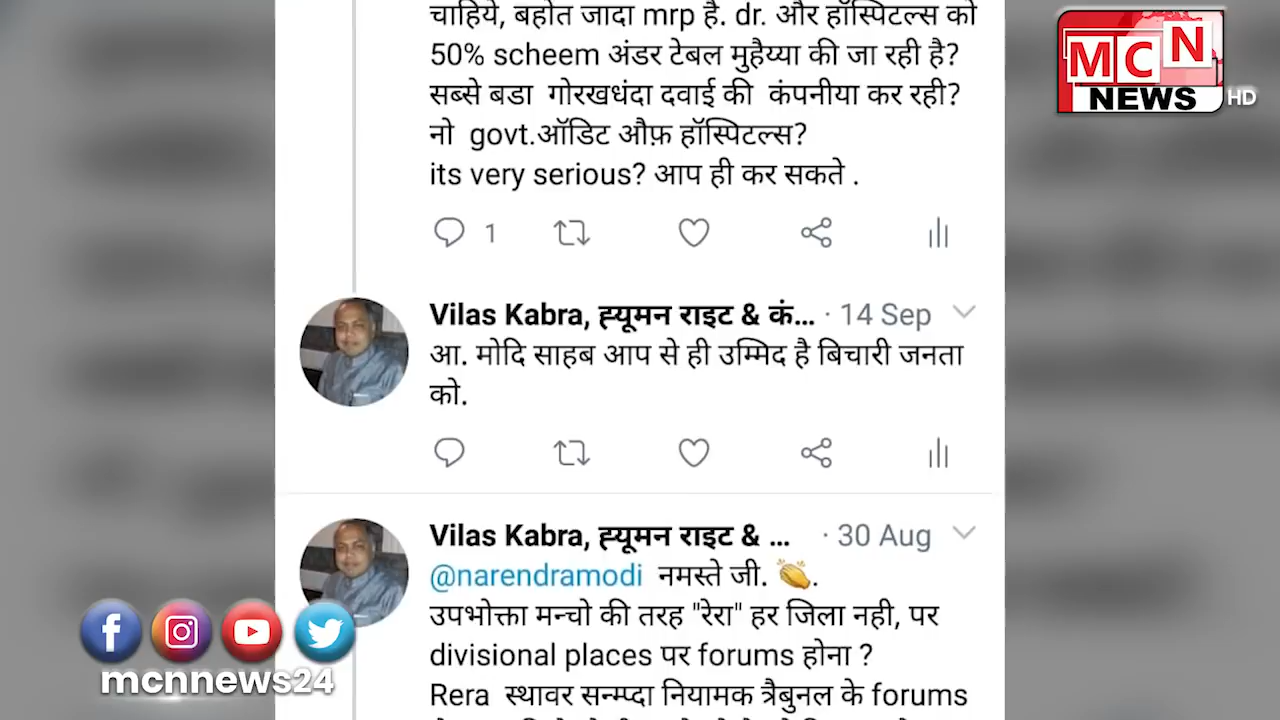 चाहिये, बहोत जादा mrp है. dr. और हॉस्पिटल्स को
50% scheem अंडर टेबल मुहैय्या की जा रही है?
सब्से बडा गोरखधंदा दवाई की कंपनीया कर रही?
नो govt.ऑडिट औफ़ हॉस्पिटल्स?
its very serious? आप ही कर सकते .
1
Vilas Kabra, ह्यूमन राइट & कं... · 14 Sep
आ. मोदि साहब आप से ही उम्मिद है बिचारी जनता
को.
Vilas Kabra, ह्यूमन राइट & ... · 30 Aug
@narendramodi नमस्ते जी. 👏.
उपभोक्ता मन्चो की तरह "रेरा" हर जिला नही, पर
divisional places पर forums होना ?
Rera स्थावर सन्म्प्दा नियामक त्रैबुनल के forums
MCN
NEWS HD
mcnnews24